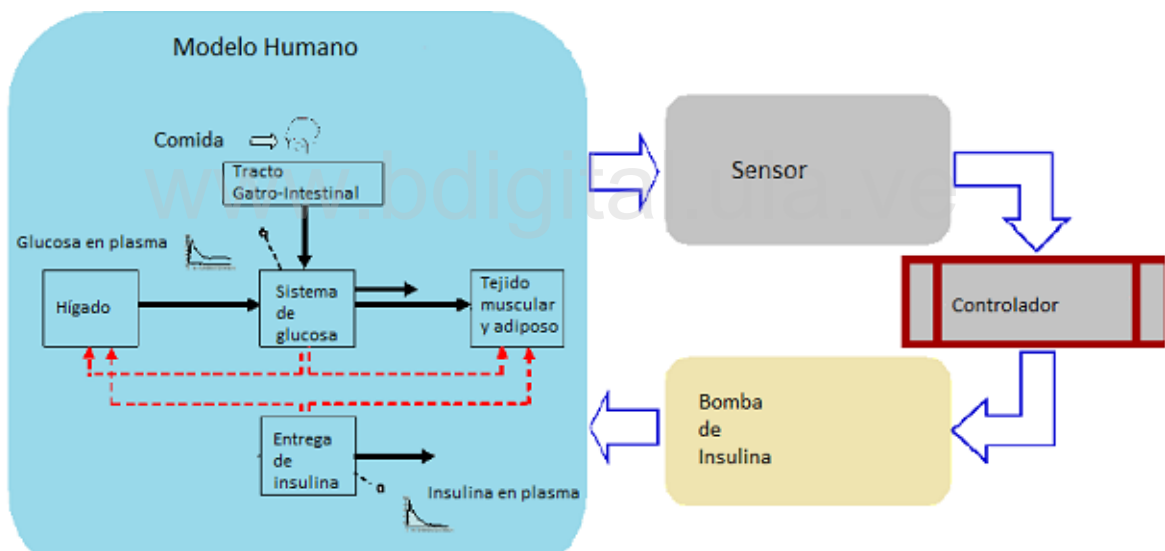 Modelo Humano
Comida
Tracto
Gatro-Intestinal
www.bdigital.ula.ve
Sensor
Glucosa en plasma
Hígado
Sistema
de
glucosa
Tejido
muscular
y adiposo
Controlador
Entrega
de
insulina
Insulina en plasma
Bomba
de
Insulina